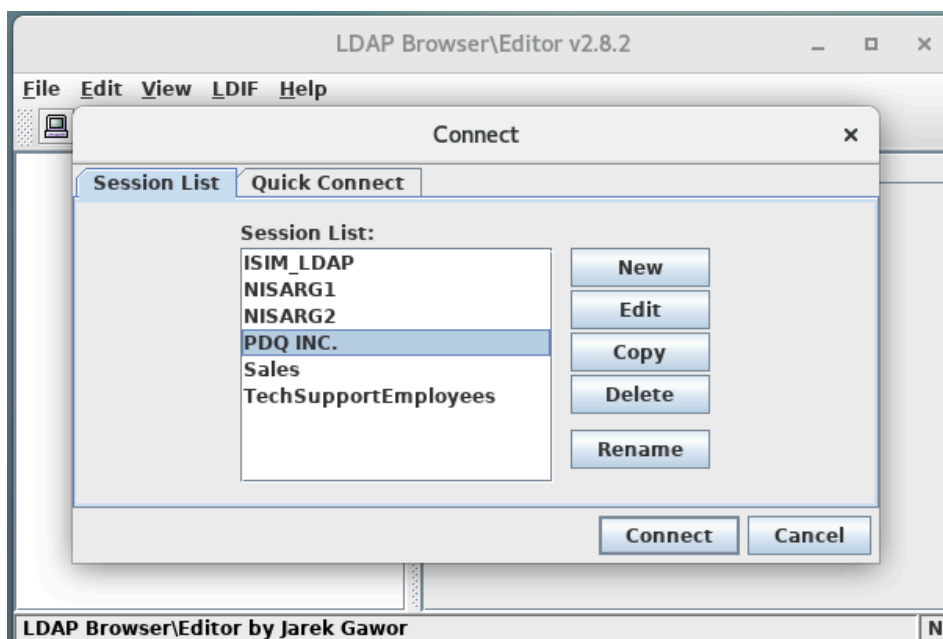 LDAP Browser\Editor v2.8.2
File Edit View LDIF Help
Connect
Session List Quick Connect
Session List:
ISIM_LDAP
NISARG1
NISARG2
PDQ INC.
Sales
TechSupportEmployees
New
Edit
Copy
Delete
Rename
Connect Cancel
LDAP Browser\Editor by Jarek Gawor